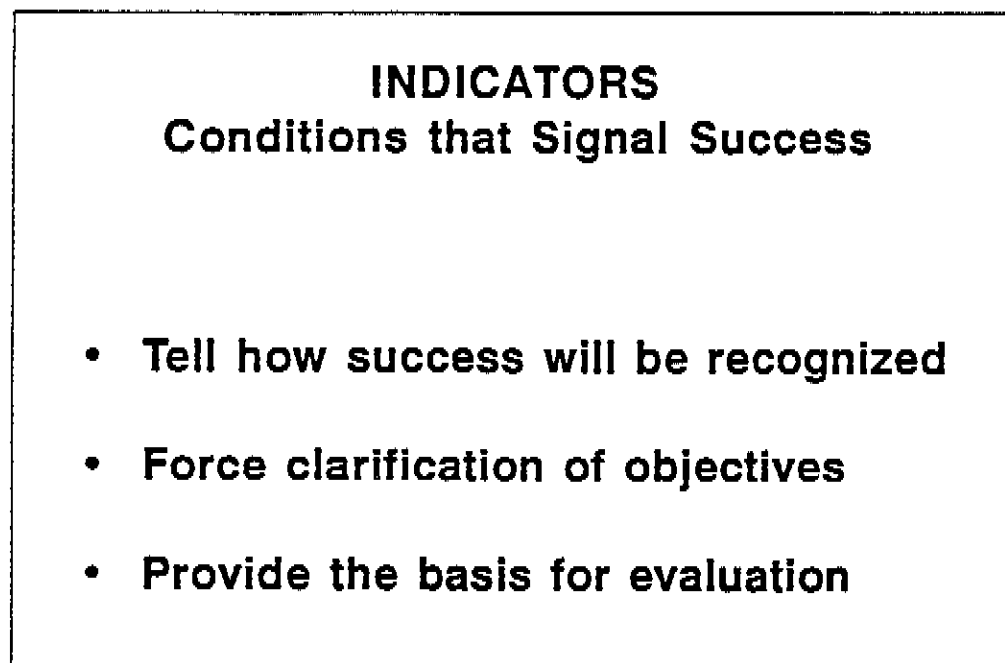 INDICATORS
Conditions that Signal Success
• Tell how success will be recognized
• Force clarification of objectives
• Provide the basis for evaluation